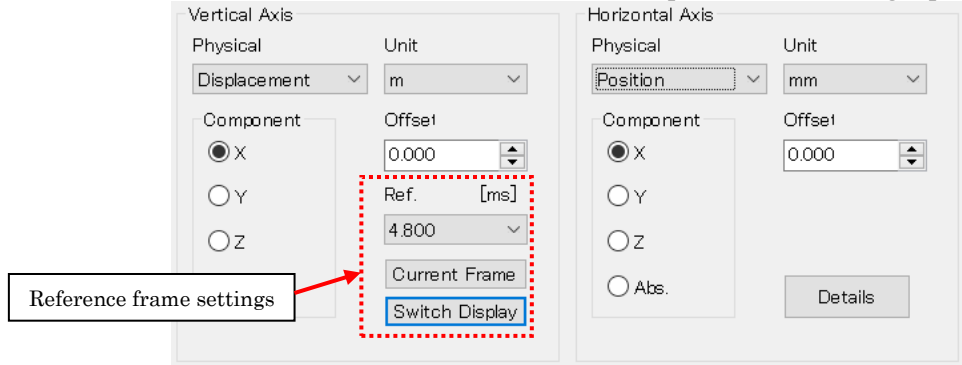 Vertical Axis
Physical
Unit
Displacement
m
Component
Offset
X
0.000
Y
Ref. [ms]
4.800
Z
Current Frame
Switch Display
Reference frame settings
Horizontal Axis
Physical
Unit
Position
mm
Component
Offset
X
0.000
Y
Z
Abs.
Details